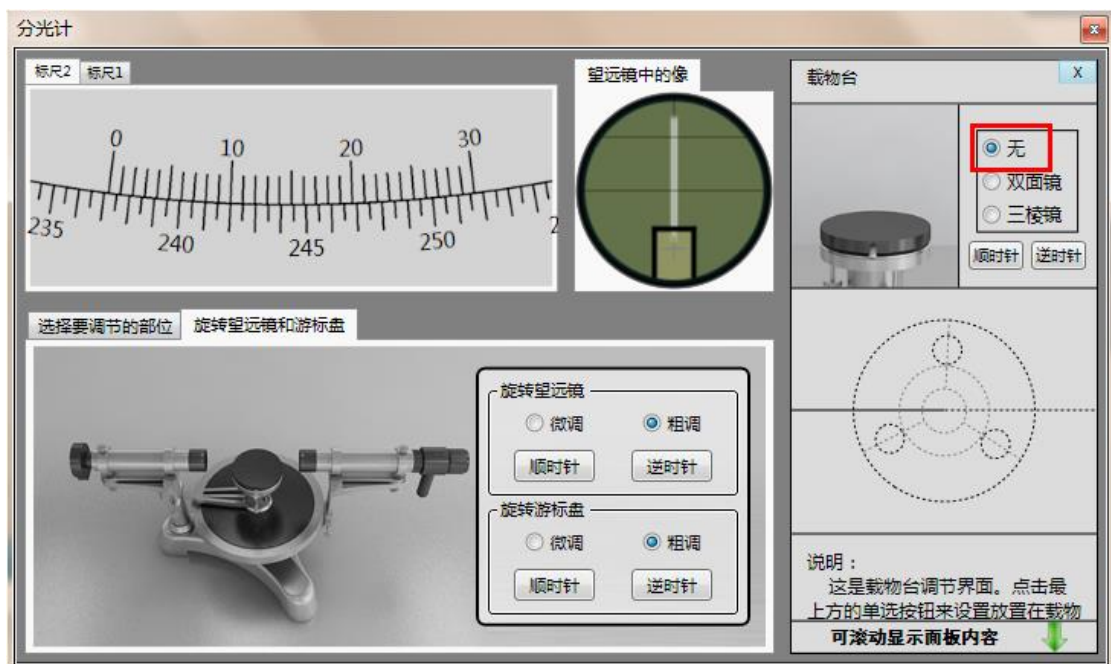 分光计
标尺2 标尺1
0 10 20 30
235 240 245 250 2
望远镜中的像
载物台 X
无
双面镜
三棱镜
顺时针 逆时针
选择要调节的部位 旋转望远镜和游标盘
旋转望远镜
微调 粗调
顺时针 逆时针
旋转游标盘
微调 粗调
顺时针 逆时针
说明：
这是载物台调节界面。点击最
上方的单选按钮来设置放置在载物
可滚动显示面板内容